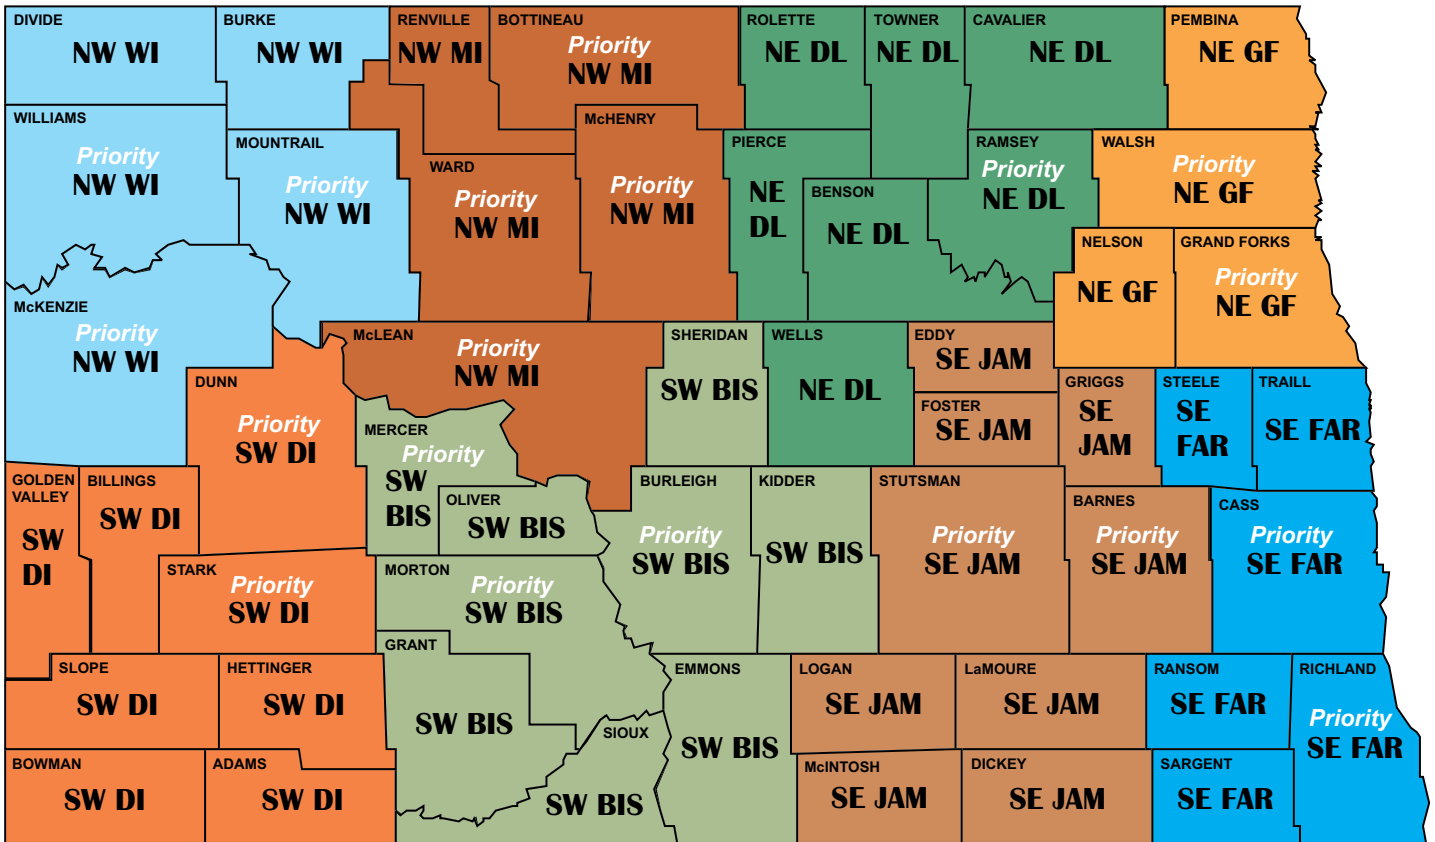 DIVIDE
NW WI
BURKE
NW WI
RENVILLE
NW MI
BOTTINEAU
Priority
NW MI
ROLETTE
NE DL
TOWNER
NE DL
CAVALIER
NE DL
PEMBINA
NE GF
WILLIAMS
Priority
NW WI
MOUNTRAIL
Priority
NW WI
WARD
Priority
NW MI
McHENRY
Priority
NW MI
PIERCE
NE
DL
BENSON
NE DL
RAMSEY
Priority
NE DL
WALSH
Priority
NE GF
NELSON
NE GF
GRAND FORKS
Priority
NE GF
McKENZIE
Priority
NW WI
DUNN
Priority
SW DI
McLEAN
Priority
NW MI
SHERIDAN
SW BIS
WELLS
NE DL
EDDY
SE JAM
FOSTER
SE JAM
GRIGGS
SE
JAM
STEELE
SE
FAR
TRAILL
SE FAR
MERCER
Priority
SW
BIS
OLIVER
SW BIS
GOLDEN
VALLEY
SW
DI
BILLINGS
SW DI
STARK
Priority
SW DI
MORTON
Priority
SW BIS
BURLEIGH
Priority
SW BIS
KIDDER
SW BIS
STUTSMAN
Priority
SE JAM
BARNES
Priority
SE JAM
CASS
Priority
SE FAR
SLOPE
SW DI
HETTINGER
SW DI
GRANT
SW BIS
SIOUX
SW BIS
EMMONS
SW BIS
LOGAN
SE JAM
LaMOURE
SE JAM
RANSOM
SE FAR
RICHLAND
Priority
SE FAR
BOWMAN
SW DI
ADAMS
SW DI
McINTOSH
SE JAM
DICKEY
SE JAM
SARGENT
SE FAR